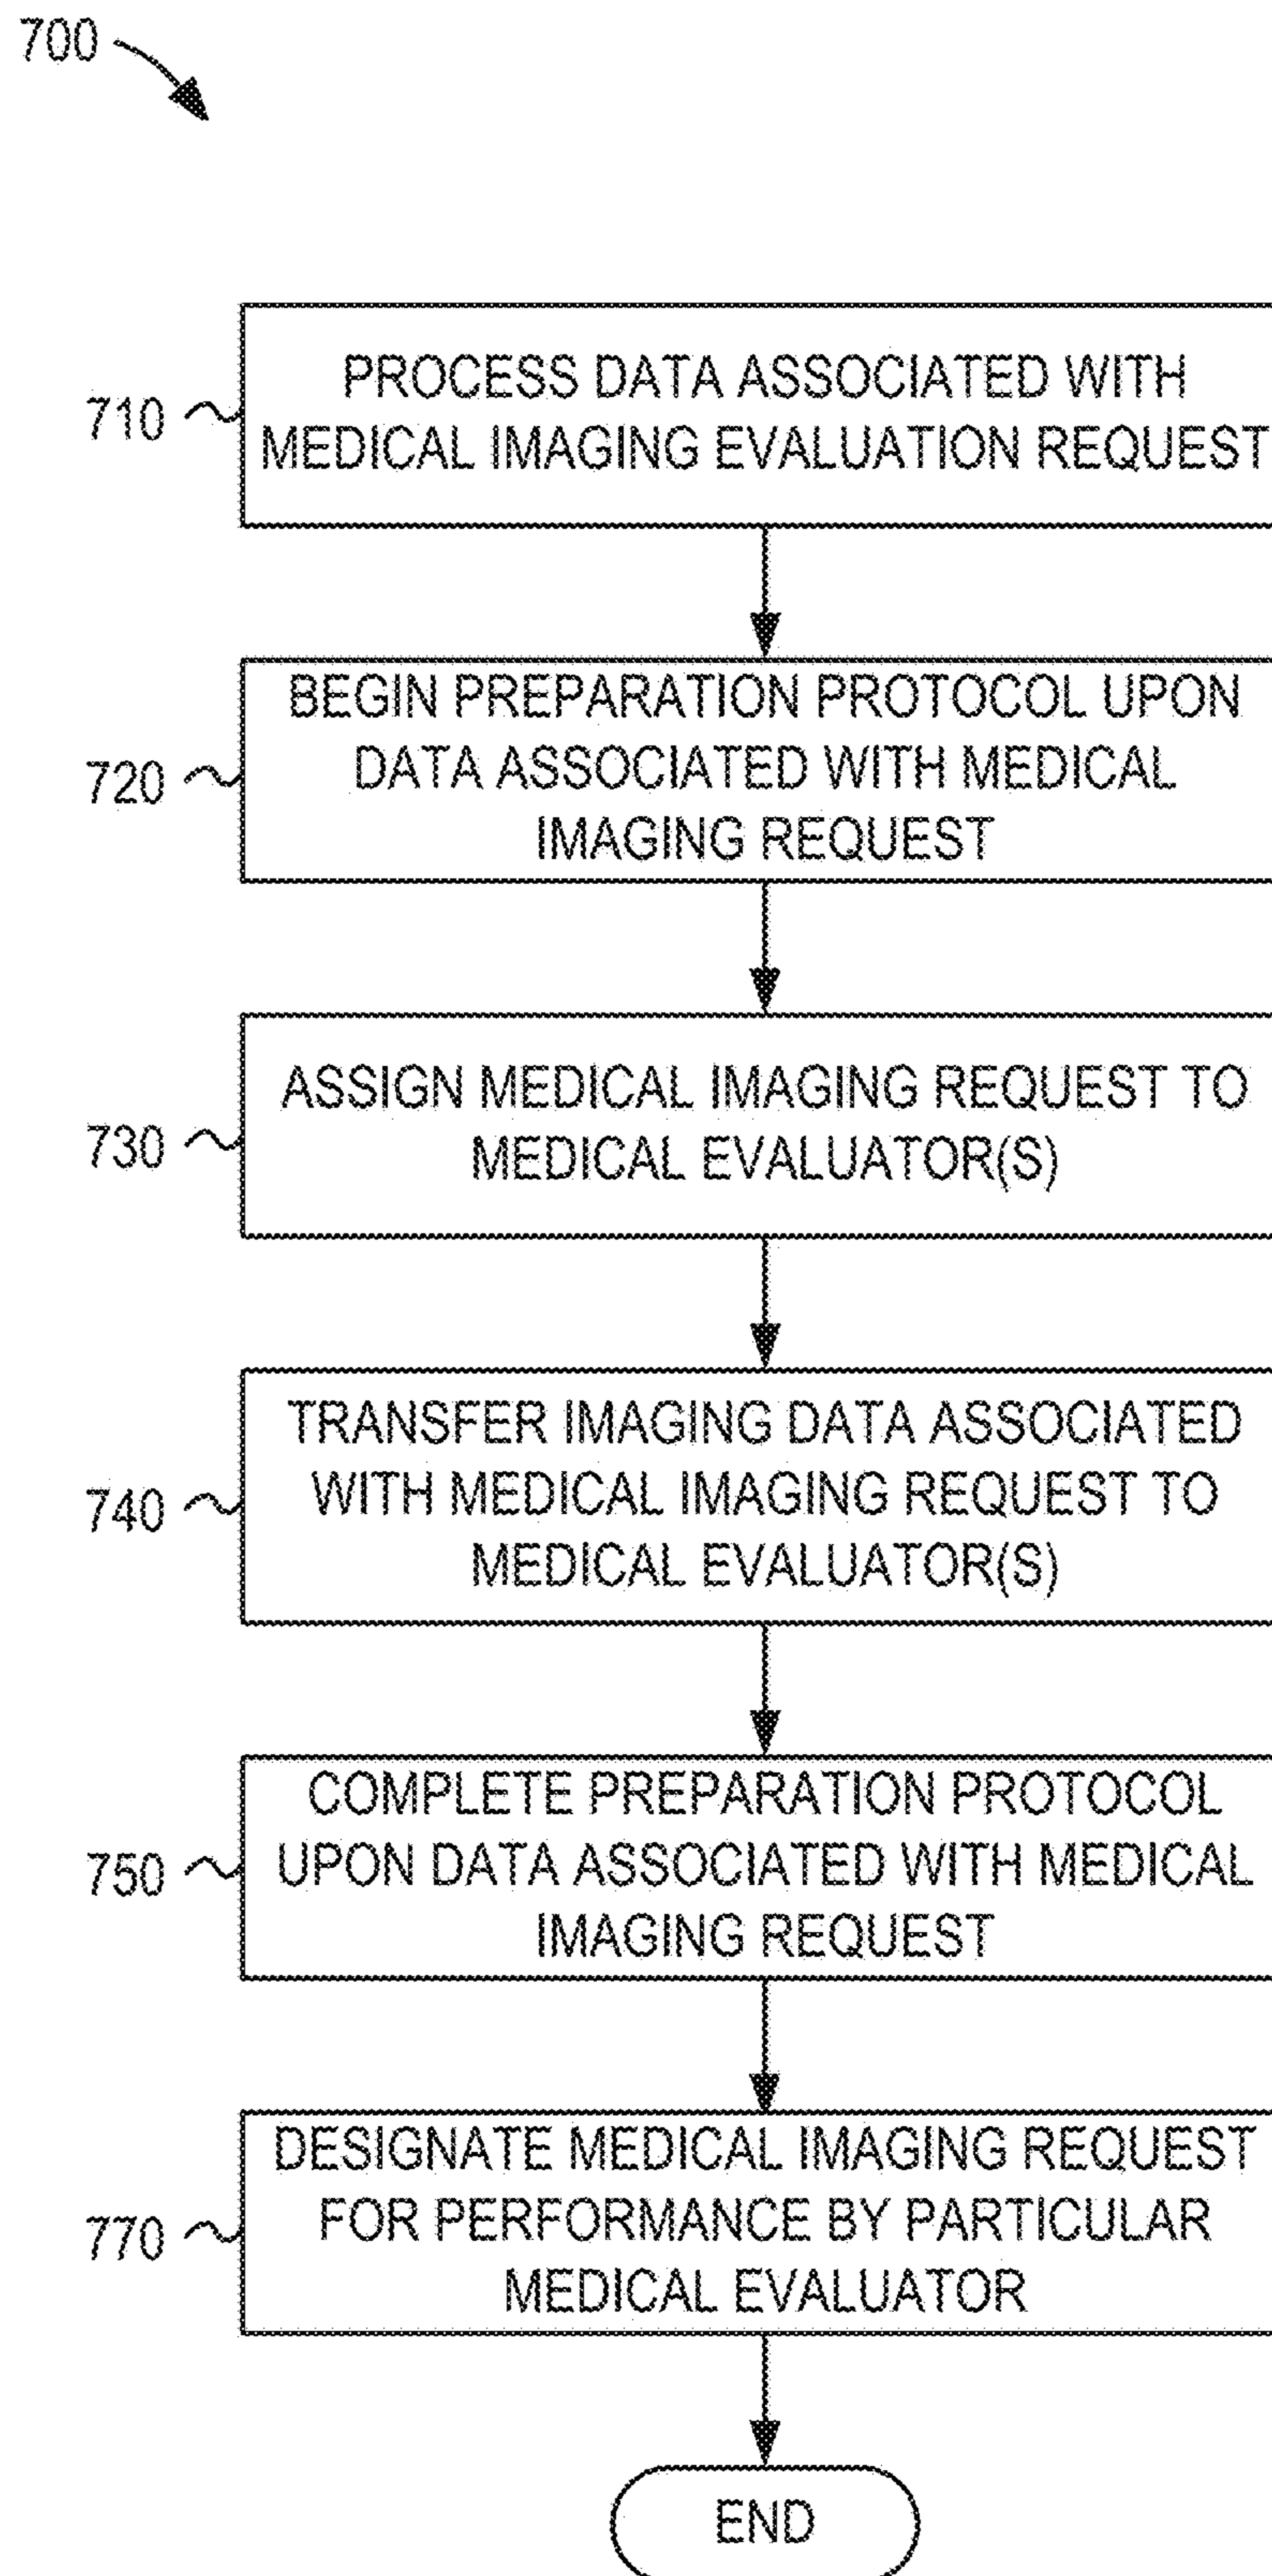 700
710
PROCESS DATA ASSOCIATED WITH
MEDICAL IMAGING EVALUATION REQUEST
720
BEGIN PREPARATION PROTOCOL UPON
DATA ASSOCIATED WITH MEDICAL
IMAGING REQUEST
730
ASSIGN MEDICAL IMAGING REQUEST TO
MEDICAL EVALUATOR(S)
740
TRANSFER IMAGING DATA ASSOCIATED
WITH MEDICAL IMAGING REQUEST TO
MEDICAL EVALUATOR(S)
750
COMPLETE PREPARATION PROTOCOL
UPON DATA ASSOCIATED WITH MEDICAL
IMAGING REQUEST
770
DESIGNATE MEDICAL IMAGING REQUEST
FOR PERFORMANCE BY PARTICULAR
MEDICAL EVALUATOR
END